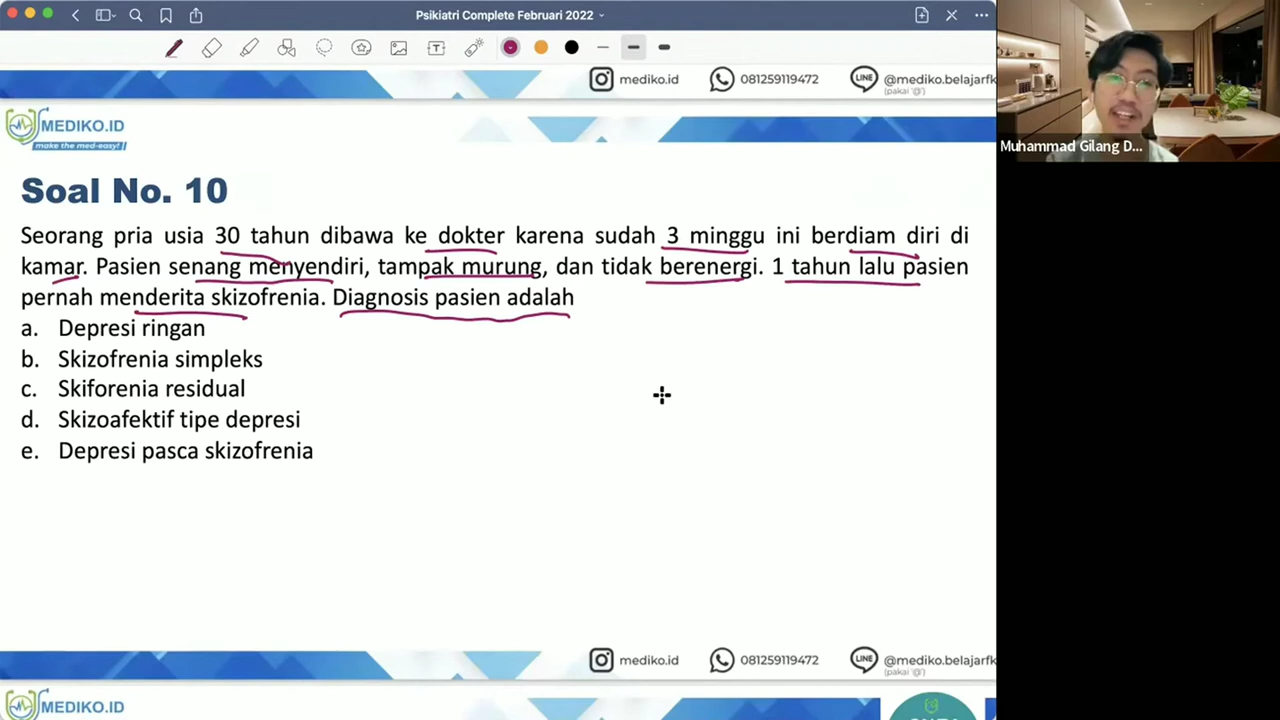 Psikiatri Complete Februari 2022
mediko.id 081259119472 @mediko.belajarfk
(pakai '@')
MEDIKO.ID
make the med-easy!
Muhammad Gilang D...
Soal No. 10
Seorang pria usia 30 tahun dibawa ke dokter karena sudah 3 minggu ini berdiam diri di
kamar. Pasien senang menyendiri, tampak murung, dan tidak berenergi. 1 tahun lalu pasien
pernah menderita skizofrenia. Diagnosis pasien adalah
a. Depresi ringan
b. Skizofrenia simpleks
c. Skiforenia residual
d. Skizoafektif tipe depresi
e. Depresi pasca skizofrenia
mediko.id 081259119472 @mediko.belajarfk
(pakai '@')
MEDIKO.ID